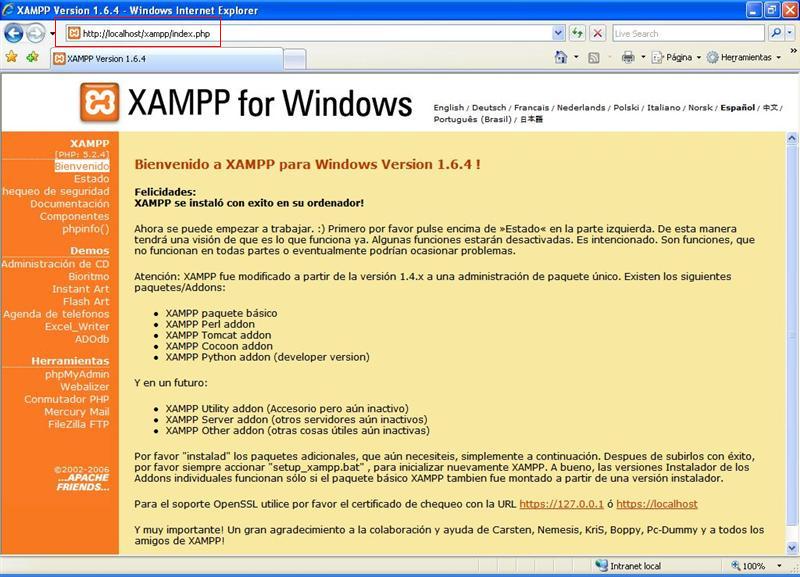 XAMPP Version 1.6.4 - Windows Internet Explorer
http://localhost/xampp/index.php
Live Search
XAMPP Version 1.6.4
Página
Herramientas
XAMPP for Windows
English / Deutsch / Francais / Nederlands / Polski / Italiano / Norsk / Español / 中文 /
Português (Brasil) / 日本語
XAMPP
[PHP: 5.2.4]
Bienvenido
Estado
hequeo de seguridad
Documentación
Componentes
phpinfo()
Demos
Administración de CD
Bioritmo
Instant Art
Flash Art
Agenda de telefonos
Excel_Writer
ADOdb
Herramientas
phpMyAdmin
Webalizer
Conmutador PHP
Mercury Mail
FileZilla FTP
©2002-2006
...APACHE
FRIENDS...
Bienvenido a XAMPP para Windows Version 1.6.4 !
Felicidades:
XAMPP se instaló con exito en su ordenador!
Ahora se puede empezar a trabajar. :) Primero por favor pulse encima de »Estado« en la parte izquierda. De esta manera
tendrá una visión de que es lo que funciona ya. Algunas funciones estarán desactivadas. Es intencionado. Son funciones, que
no funcionan en todas partes o eventualmente podrían ocasionar problemas.
Atención: XAMPP fue modificado a partir de la versión 1.4.x a una administración de paquete único. Existen los siguientes
paquetes/Addons:
• XAMPP paquete básico
• XAMPP Perl addon
• XAMPP Tomcat addon
• XAMPP Cocoon addon
• XAMPP Python addon (developer version)
Y en un futuro:
• XAMPP Utility addon (Accesorio pero aún inactivo)
• XAMPP Server addon (otros servidores aún inactivos)
• XAMPP Other addon (otras cosas útiles aún inactivas)
Por favor "instalad" los paquetes adicionales, que aún necesiteis, simplemente a continuación. Despues de subirlos con éxito,
por favor siempre accionar "setup_xampp.bat" , para inicializar nuevamente XAMPP. A bueno, las versiones Instalador de los
Addons individuales funcionan sólo si el paquete básico XAMPP tambien fue montado a partir de una versión instalador.
Para el soporte OpenSSL utilice por favor el certificado de chequeo con la URL https://127.0.0.1 ó https://localhost
Y muy importante! Un gran agradecimiento a la colaboración y ayuda de Carsten, Nemesis, KriS, Boppy, Pc-Dummy y a todos los
amigos de XAMPP!
Intranet local
100%